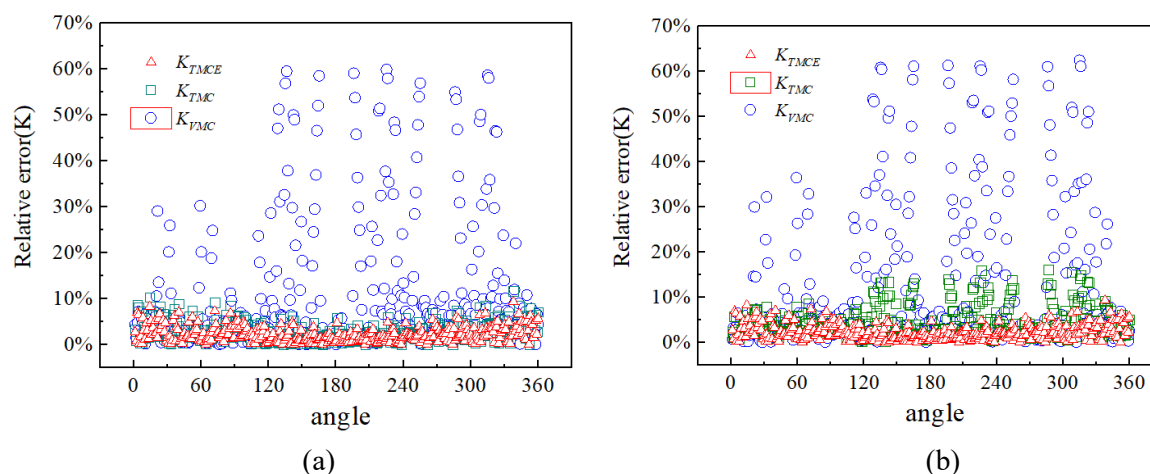 70%
60%
50%
40%
30%
20%
10%
0%
Relative error(K)
K_TMCE
K_TMC
K_VMC
0 60 120 180 240 300 360
angle
(a)
70%
60%
50%
40%
30%
20%
10%
0%
Relative error(K)
K_TMCE
K_TMC
K_VMC
0 60 120 180 240 300 360
angle
(b)